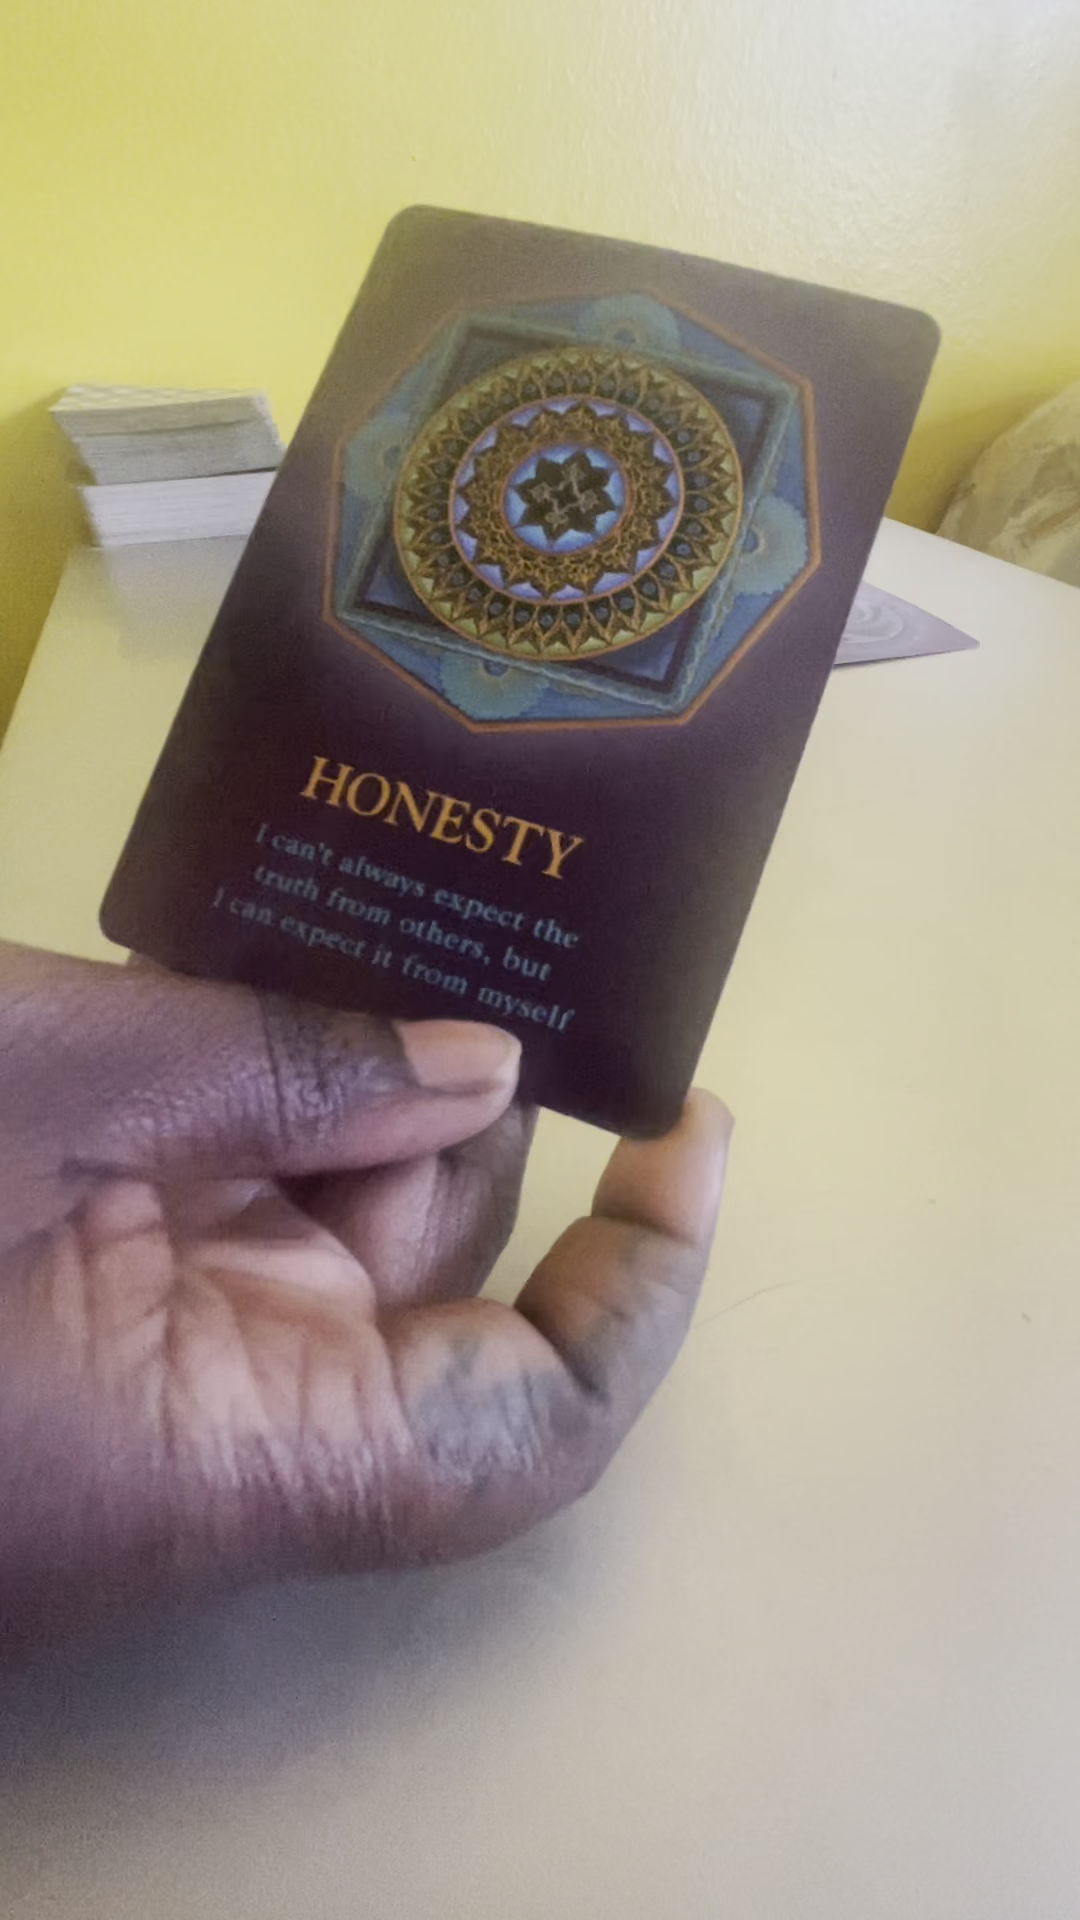 HONESTY
I can't always expect the
truth from others, but
I can expect it from myself